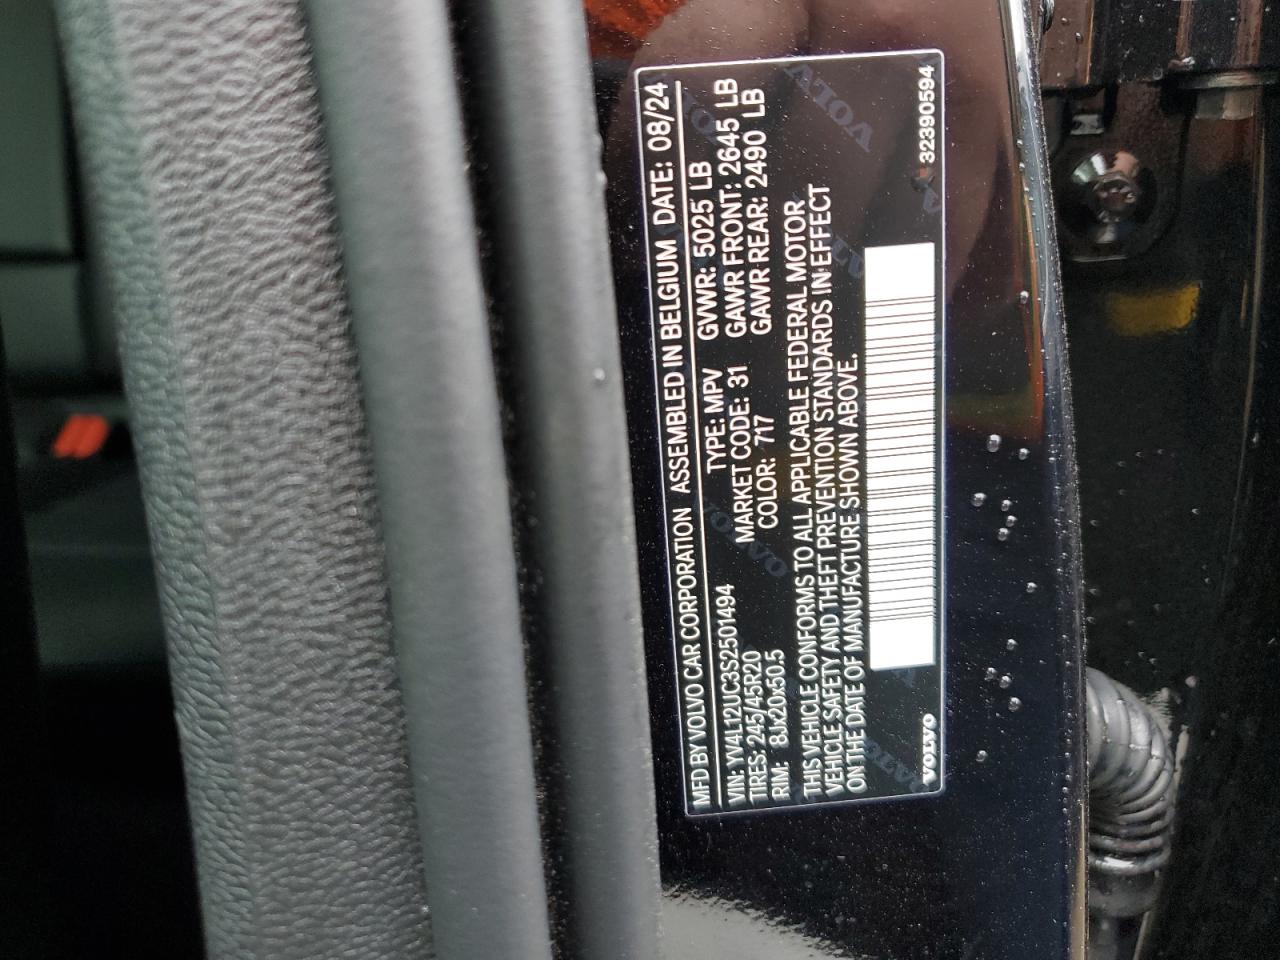 MFD BY VOLVO CAR CORPORATION ASSEMBLED IN BELGIUM DATE: 08/24
VIN: YV4L12UC3S2501494 TYPE: MPV GVWR: 5025 LB
TIRES: 245/45R20 MARKET CODE: 31 GAWR FRONT: 2645 LB
RIM: 8Jx20x50.5 COLOR: 717 GAWR REAR: 2490 LB
THIS VEHICLE CONFORMS TO ALL APPLICABLE FEDERAL MOTOR
VEHICLE SAFETY AND THEFT PREVENTION STANDARDS IN EFFECT
ON THE DATE OF MANUFACTURE SHOWN ABOVE.
VOLVO 32390594